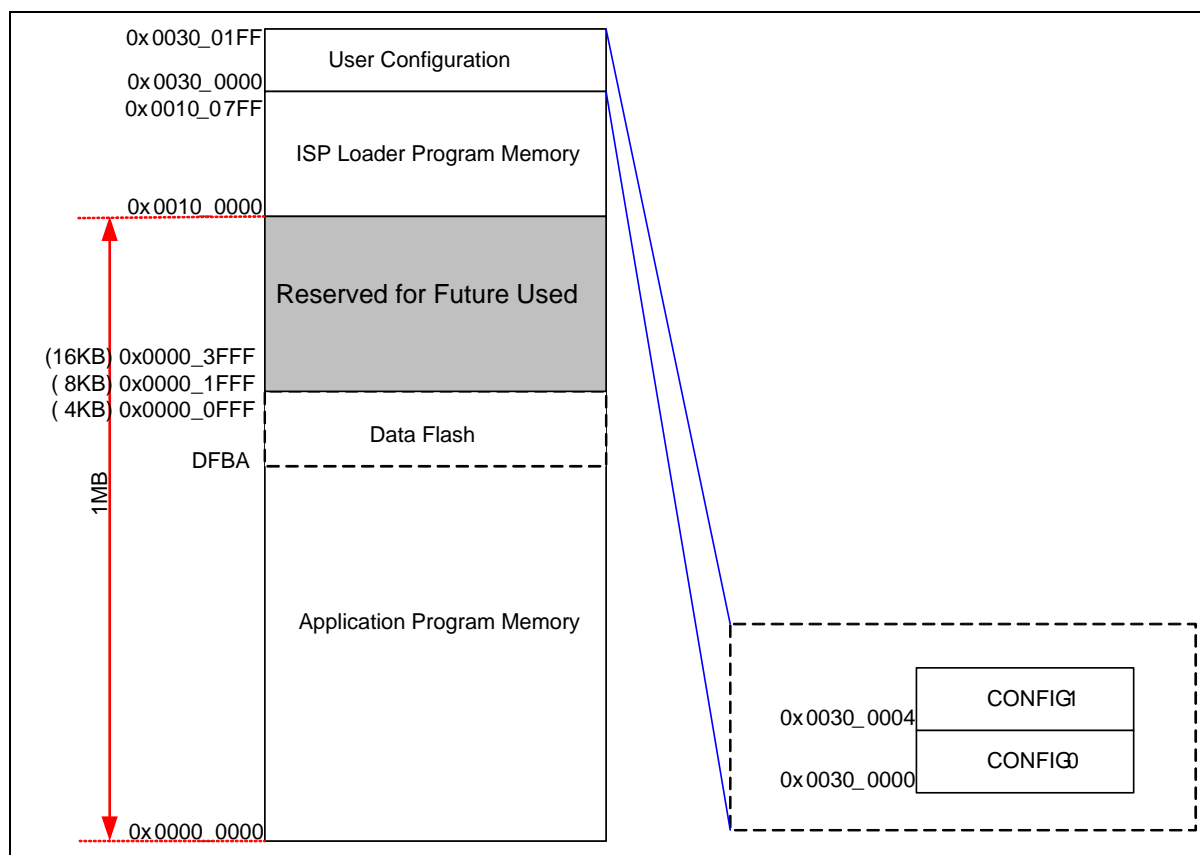 0x0030_01FF
User Configuration
0x0030_0000
0x0010_07FF
ISP Loader Program Memory
0x0010_0000
Reserved for Future Used
(16KB) 0x0000_3FFF
( 8KB) 0x0000_1FFF
( 4KB) 0x0000_0FFF
Data Flash
DFBA
1MB
Application Program Memory
0x0000_0000
CONFIG1
0x0030_0004
CONFIG0
0x0030_0000